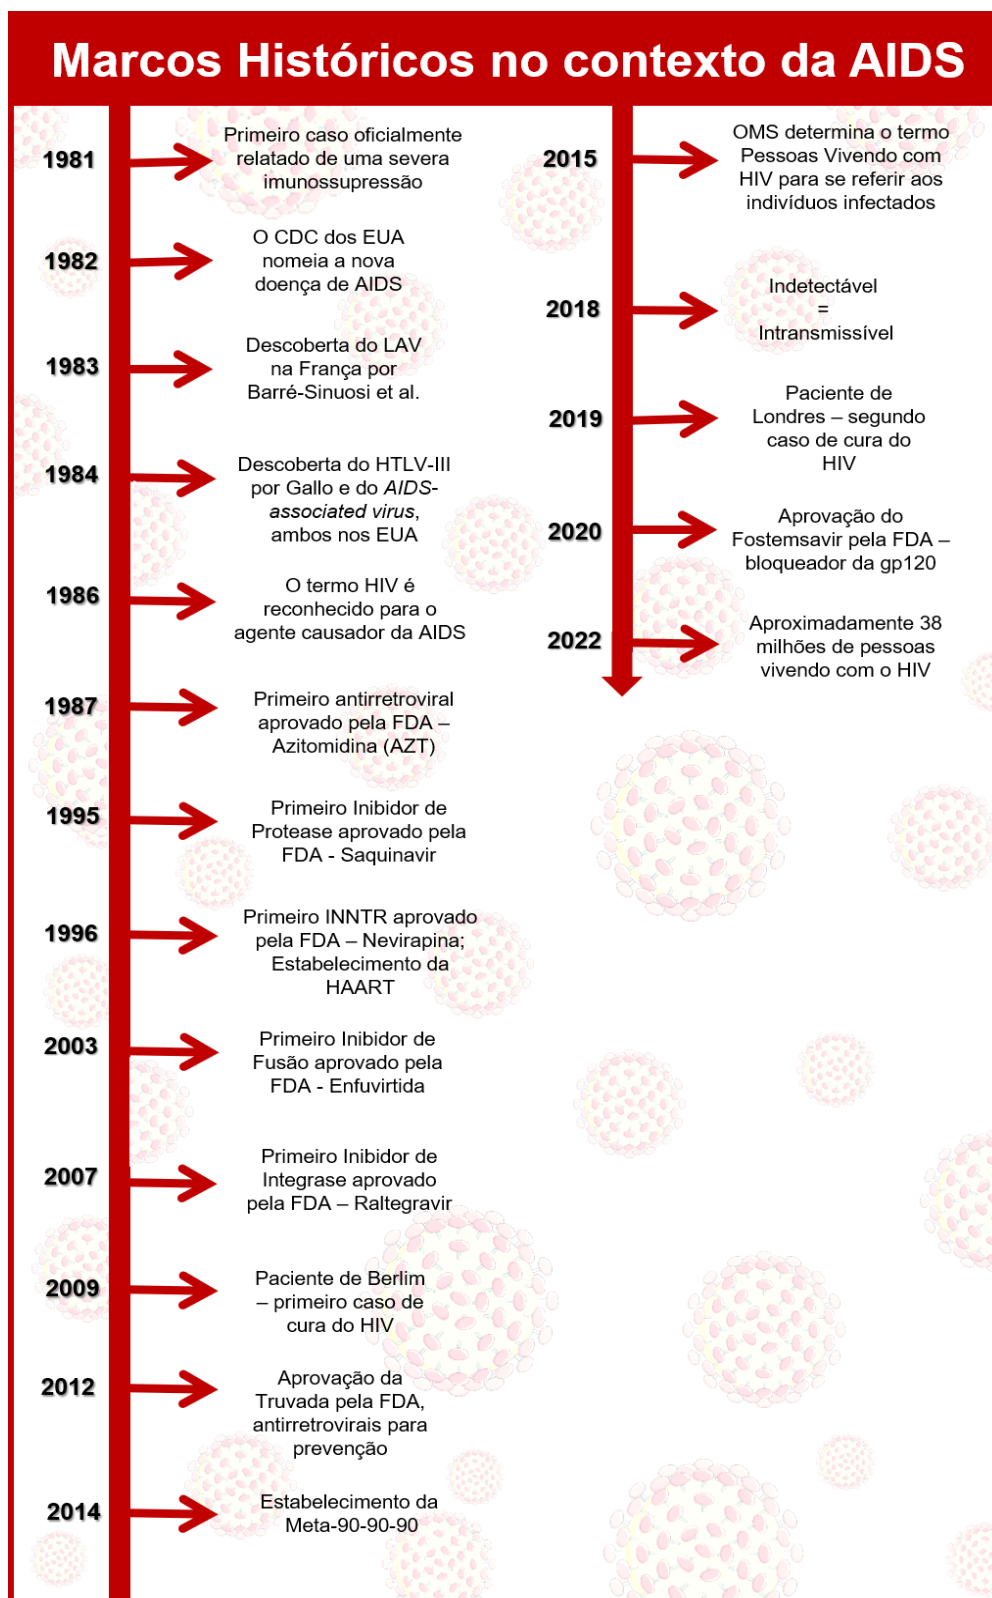 Marcos Históricos no contexto da AIDS
1981
Primeiro caso oficialmente
relatado de uma severa
imunossupressão
1982
O CDC dos EUA
nomeia a nova
doença de AIDS
1983
Descoberta do LAV
na França por
Barré-Sinuosi et al.
1984
Descoberta do HTLV-III
por Gallo e do AIDS-
associated virus,
ambos nos EUA
1986
O termo HIV é
reconhecido para o
agente causador da AIDS
1987
Primeiro antirretroviral
aprovado pela FDA –
Azitomidina (AZT)
1995
Primeiro Inibidor de
Protease aprovado pela
FDA - Saquinavir
1996
Primeiro INNTR aprovado
pela FDA – Nevirapina;
Estabelecimento da
HAART
2003
Primeiro Inibidor de
Fusão aprovado pela
FDA - Enfuvirtida
2007
Primeiro Inibidor de
Integrase aprovado
pela FDA – Raltegravir
2009
Paciente de Berlim
– primeiro caso de
cura do HIV
2012
Aprovação da
Truvada pela FDA,
antirretrovirais para
prevenção
2014
Estabelecimento da
Meta-90-90-90
2015
OMS determina o termo
Pessoas Vivendo com
HIV para se referir aos
indivíduos infectados
2018
Indetectável
=
Intransmissível
2019
Paciente de
Londres – segundo
caso de cura do
HIV
2020
Aprovação do
Fostemsavir pela FDA –
bloqueador da gp120
2022
Aproximadamente 38
milhões de pessoas
vivendo com o HIV